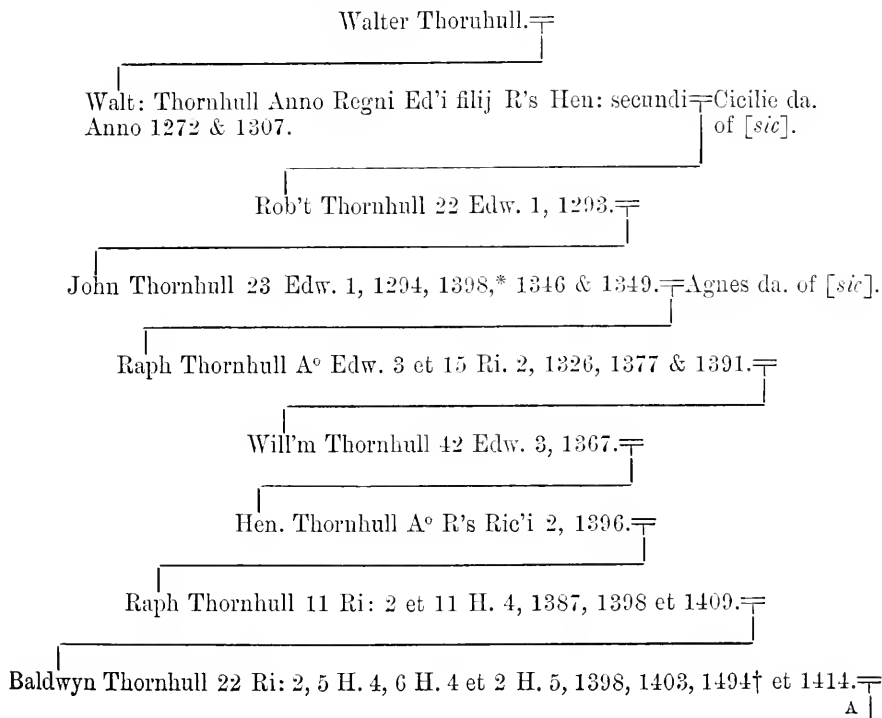 Walter Thornhull.
Walt: Thornhull Anno Regni Ed'i filij R's Hen: secundi=Cicilie da.
Anno 1272 & 1307. of [sic].
Rob't Thornhull 22 Edw. 1, 1293.
John Thornhull 23 Edw. 1, 1294, 1398,* 1346 & 1349.=Agnes da. of [sic].
Raph Thornhull Aº Edw. 3 et 15 Ri. 2, 1326, 1377 & 1391.
Will'm Thornhull 42 Edw. 3, 1367.
Hen. Thornhull Aº R's Ric'i 2, 1396.
Raph Thornhull 11 Ri: 2 et 11 H. 4, 1387, 1398 et 1409.
Baldwyn Thornhull 22 Ri: 2, 5 H. 4, 6 H. 4 et 2 H. 5, 1398, 1403, 1494† et 1414.
A